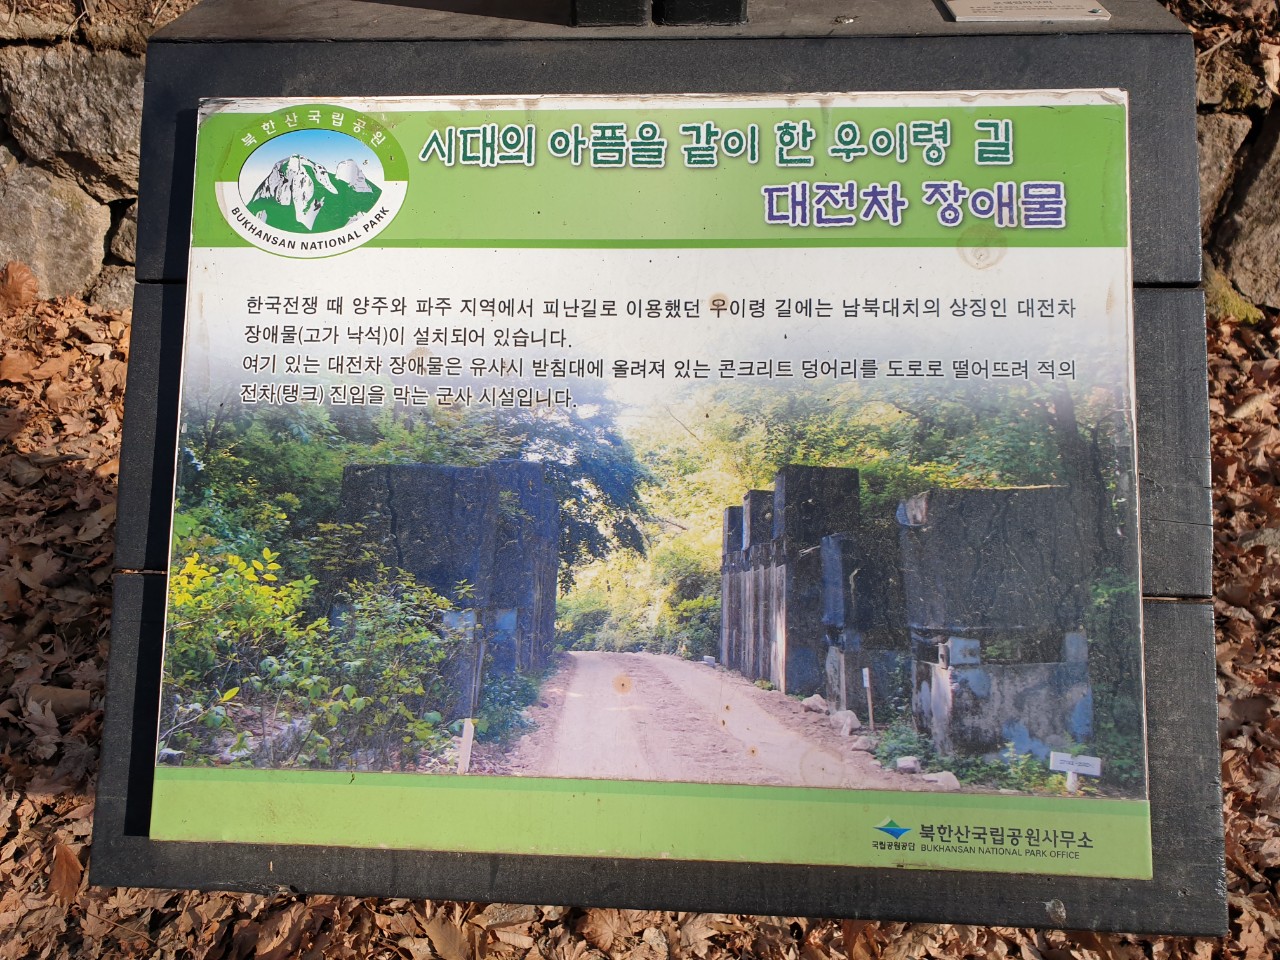 북한산국립공원
BUKHANSAN NATIONAL PARK
시대의 아픔을 같이 한 우이령 길
대전차 장애물
한국전쟁 때 양주와 파주 지역에서 피난길로 이용했던 우이령 길에는 남북대치의 상징인 대전차
장애물(고가 낙석)이 설치되어 있습니다.
여기 있는 대전차 장애물은 유사시 받침대에 올려져 있는 콘크리트 덩어리를 도로로 떨어뜨려 적의
전차(탱크) 진입을 막는 군사 시설입니다.
국립공원공단
북한산국립공원사무소
BUKHANSAN NATIONAL PARK OFFICE